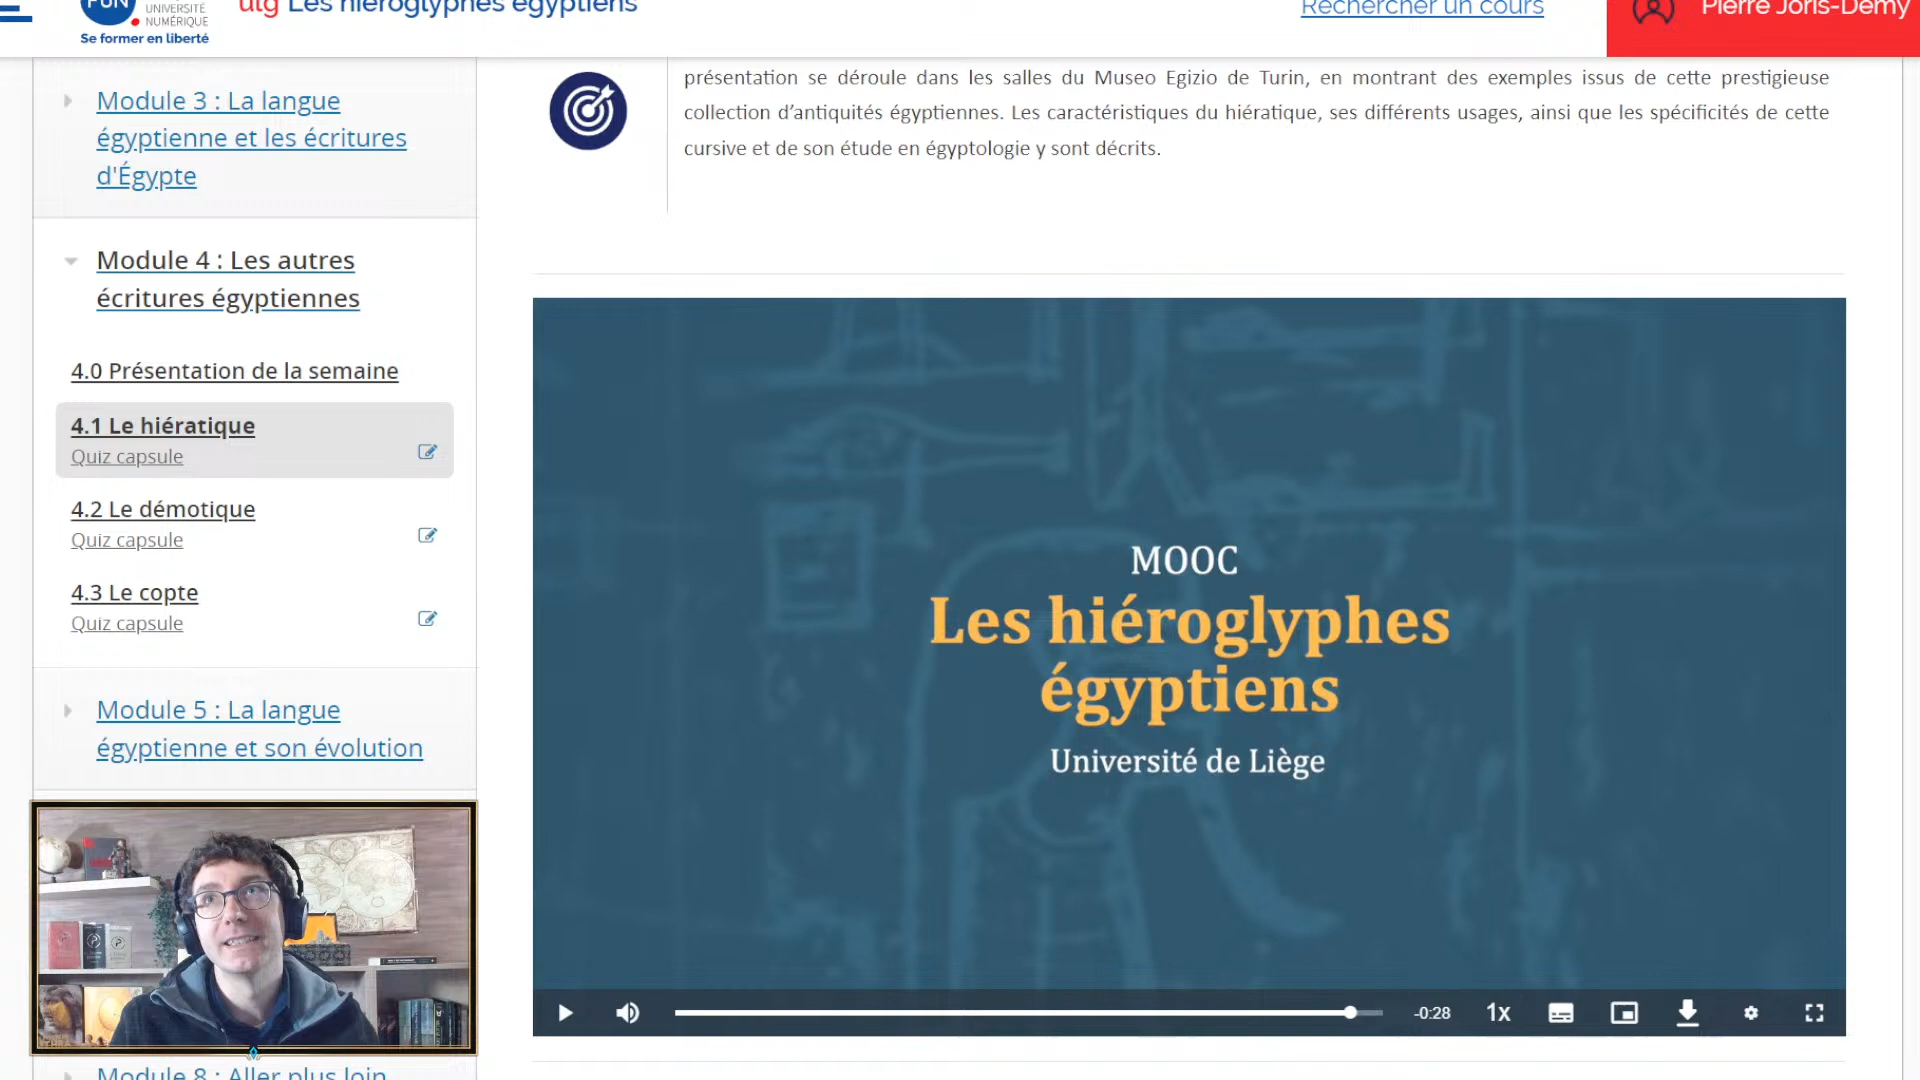 FUN
UNIVERSITÉ
NUMÉRIQUE
Se former en liberté
ulg Les hiéroglyphes égyptiens
Rechercher un cours
Pierre Joris-Demy
Module 3 : La langue
égyptienne et les écritures
d'Égypte
Module 4 : Les autres
écritures égyptiennes
4.0 Présentation de la semaine
4.1 Le hiératique
Quiz capsule
4.2 Le démotique
Quiz capsule
4.3 Le copte
Quiz capsule
Module 5 : La langue
égyptienne et son évolution
Module 8 : Aller plus loin
présentation se déroule dans les salles du Museo Egizio de Turin, en montrant des exemples issus de cette prestigieuse
collection d’antiquités égyptiennes. Les caractéristiques du hiératique, ses différents usages, ainsi que les spécificités de cette
cursive et de son étude en égyptologie y sont décrits.
MOOC
Les hiéroglyphes
égyptiens
Université de Liège
-0:28
1x